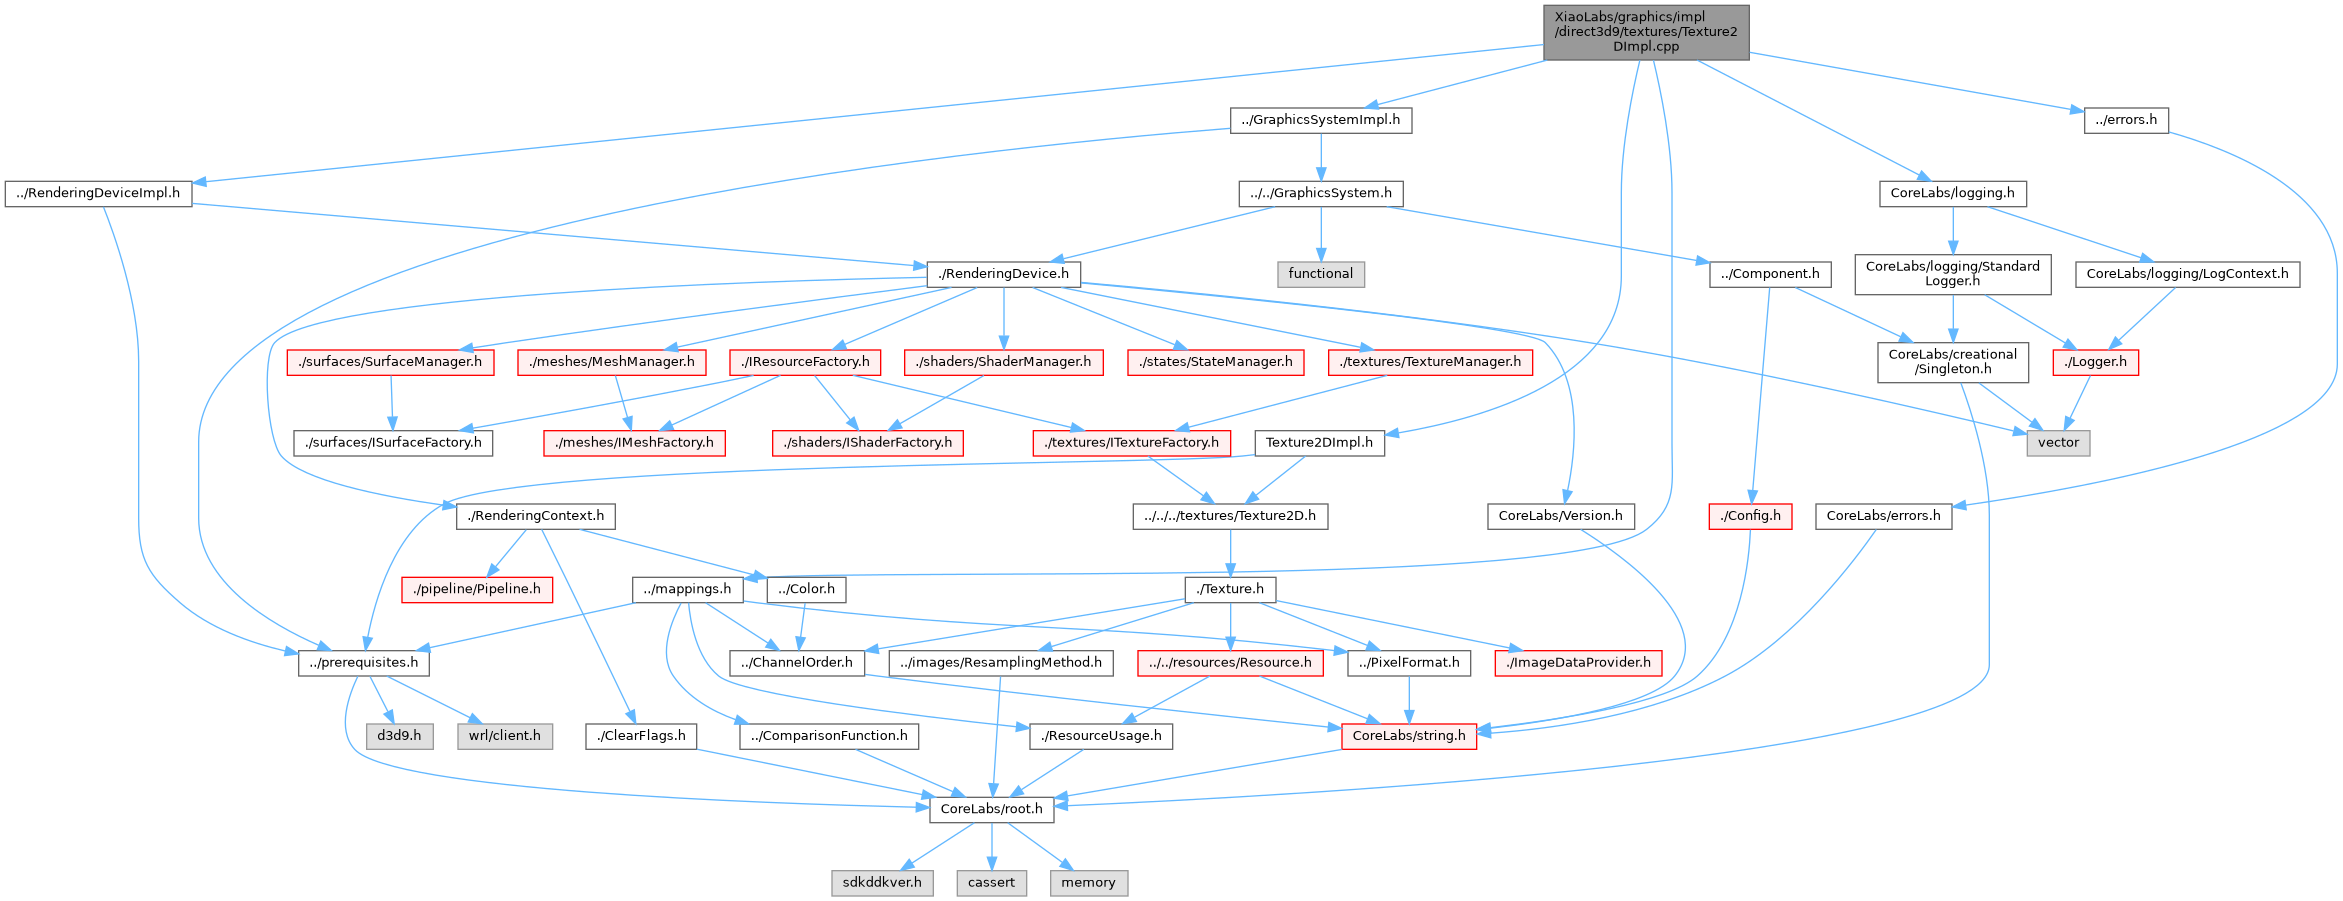 XiaoLabs/graphics/impl
/direct3d9/textures/Texture2
DImpl.cpp
../GraphicsSystemImpl.h
../errors.h
../RenderingDeviceImpl.h
../../GraphicsSystem.h
CoreLabs/logging.h
./RenderingDevice.h
functional
../Component.h
CoreLabs/logging/Standard
Logger.h
CoreLabs/logging/LogContext.h
./surfaces/SurfaceManager.h
./meshes/MeshManager.h
./IResourceFactory.h
./shaders/ShaderManager.h
./states/StateManager.h
./textures/TextureManager.h
CoreLabs/creational
/Singleton.h
./Logger.h
./surfaces/ISurfaceFactory.h
./meshes/IMeshFactory.h
./shaders/IShaderFactory.h
./textures/ITextureFactory.h
Texture2DImpl.h
vector
./RenderingContext.h
../../../textures/Texture2D.h
CoreLabs/Version.h
./Config.h
CoreLabs/errors.h
./pipeline/Pipeline.h
../mappings.h
../Color.h
./Texture.h
../prerequisites.h
../ChannelOrder.h
../images/ResamplingMethod.h
../../resources/Resource.h
../PixelFormat.h
./ImageDataProvider.h
d3d9.h
wrl/client.h
./ClearFlags.h
../ComparisonFunction.h
./ResourceUsage.h
CoreLabs/string.h
CoreLabs/root.h
sdkddkver.h
cassert
memory